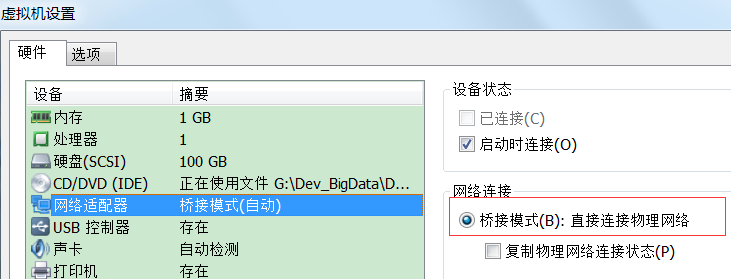 虚拟机设置
硬件 选项
设备 摘要
内存 1 GB
处理器 1
硬盘(SCSI) 100 GB
CD/DVD (IDE) 正在使用文件 G:\Dev_BigData\D...
网络适配器 桥接模式(自动)
USB 控制器 存在
声卡 自动检测
打印机 存在
设备状态
已连接(C)
启动时连接(O)
网络连接
桥接模式(B): 直接连接物理网络
复制物理网络连接状态(P)